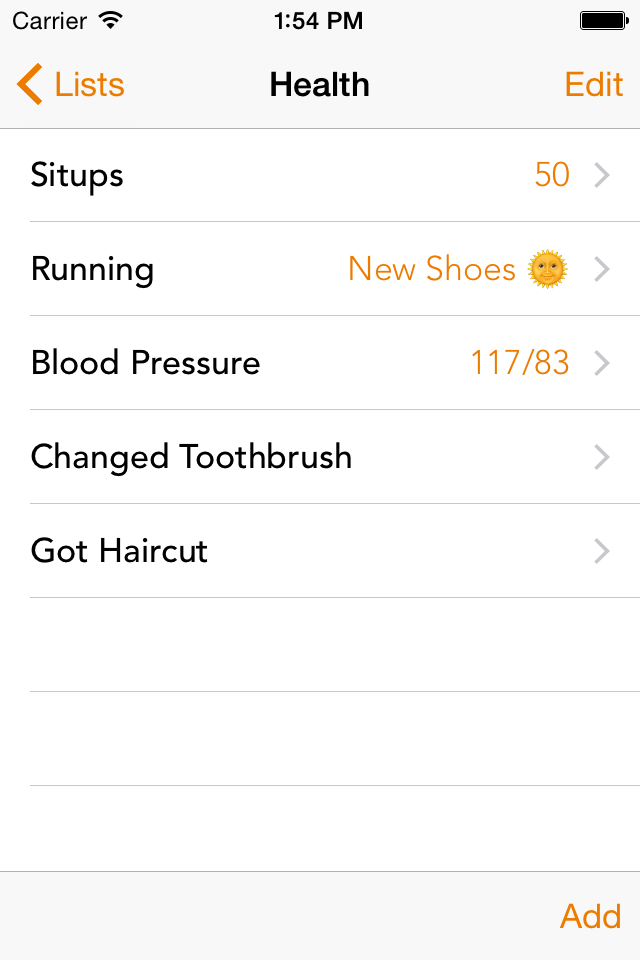 Carrier 1:54 PM
Lists Health Edit
Situps 50
Running New Shoes 🌞
Blood Pressure 117/83
Changed Toothbrush
Got Haircut
Add